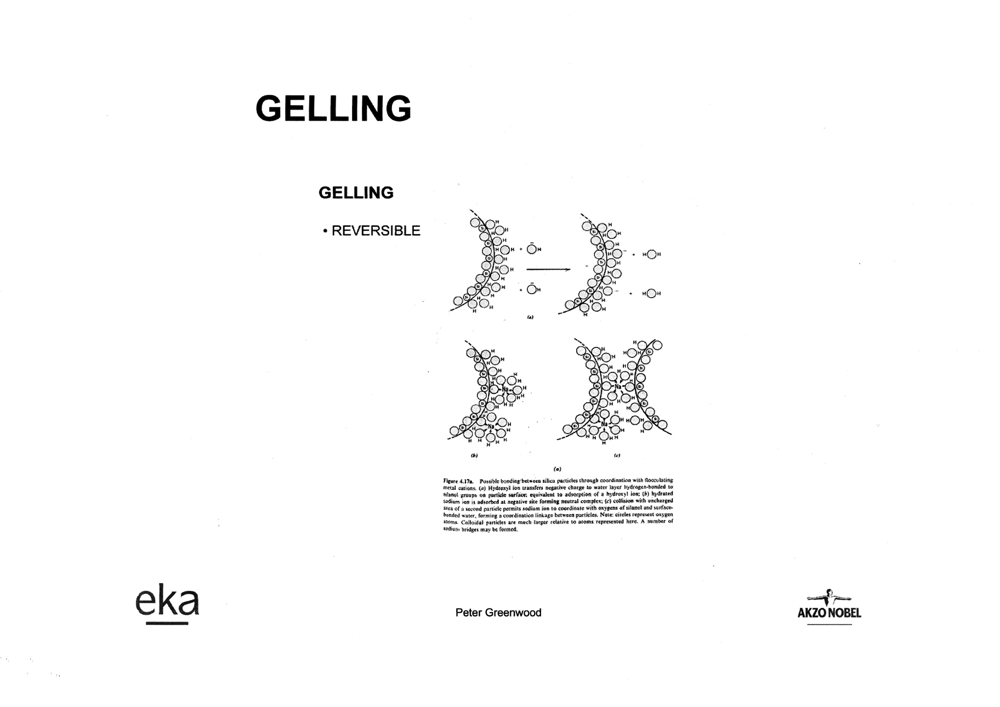 GELLING
GELLING
• REVERSIBLE
(a)
(b)
(c)
(a)
Figure 4.17a. Possible bonding between silica particles through coordination with flocculating
metal cations. (a) Hydroxyl ion transfers negative charge to water layer hydrogen-bonded to
silanol groups on particle surface; equivalent to adsorption of a hydroxyl ion; (b) hydrated
sodium ion is adsorbed at negative site forming neutral complex; (c) collision with uncharged
area of a second particle permits sodium ion to coordinate with oxygens of silanol and surface-
bonded water, forming a coordination linkage between particles. Note: circles represent oxygen
atoms. Colloidal particles are much larger relative to atoms represented here. A number of
sodium bridges may be formed.
eka
Peter Greenwood
AKZO NOBEL